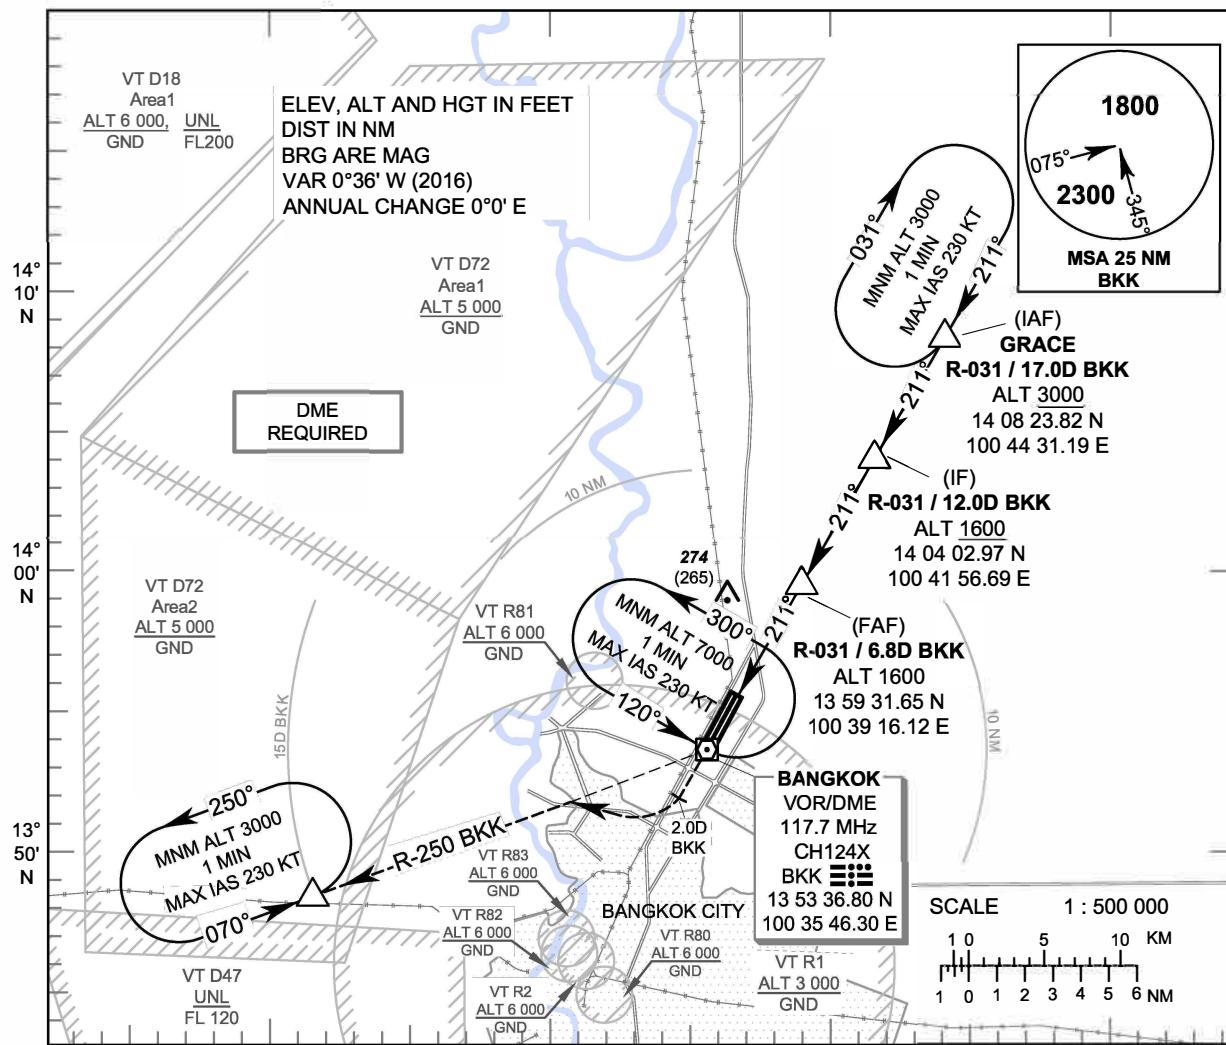 VT D18
Area1
ALT 6 000, UNL
GND FL200
ELEV, ALT AND HGT IN FEET
DIST IN NM
BRG ARE MAG
VAR 0°36' W (2016)
ANNUAL CHANGE 0°0' E
1800
075°
2300
345°
MSA 25 NM
BKK
031°
MNM ALT 3000
1 MIN
MAX IAS 230 KT
211°
VT D72
Area1
ALT 5 000
GND
14°
10'
N
(IAF)
GRACE
R-031 / 17.0D BKK
ALT 3000
14 08 23.82 N
100 44 31.19 E
211°
DME
REQUIRED
(IF)
R-031 / 12.0D BKK
ALT 1600
14 04 02.97 N
100 41 56.69 E
211°
10 NM
14°
00'
N
274
(265)
VT D72
Area2
ALT 5 000
GND
VT R81
ALT 6 000
GND
300°
MNM ALT 7000
1 MIN
MAX IAS 230 KT
120°
211°
(FAF)
R-031 / 6.8D BKK
ALT 1600
13 59 31.65 N
100 39 16.12 E
10 NM
15D BKK
BANGKOK
VOR/DME
117.7 MHz
CH124X
BKK
13 53 36.80 N
100 35 46.30 E
250°
MNM ALT 3000
1 MIN
MAX IAS 230 KT
070°
R-250 BKK
2.0D
BKK
13°
50'
N
VT R83
ALT 6 000
GND
BANGKOK CITY
VT R82
ALT 6 000
GND
VT R80
ALT 6 000
GND
VT R2
ALT 6 000
GND
VT R1
ALT 3 000
GND
VT D47
UNL
FL 120
SCALE 1 : 500 000
1 0 5 10 KM
1 0 1 2 3 4 5 6 NM